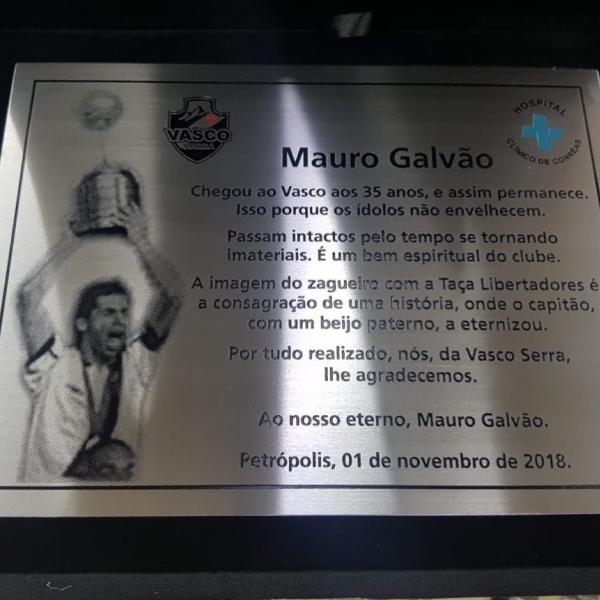 VASCO
SERRA
HOSPITAL
CLÍNICO DE CORRÊAS
Mauro Galvão
Chegou ao Vasco aos 35 anos, e assim permanece.
Isso porque os ídolos não envelhecem.
Passam intactos pelo tempo se tornando
imateriais. É um bem espiritual do clube.
A imagem do zagueiro com a Taça Libertadores é
a consagração de uma história, onde o capitão,
com um beijo paterno, a eternizou.
Por tudo realizado, nós, da Vasco Serra,
lhe agradecemos.
Ao nosso eterno, Mauro Galvão.
Petrópolis, 01 de novembro de 2018.